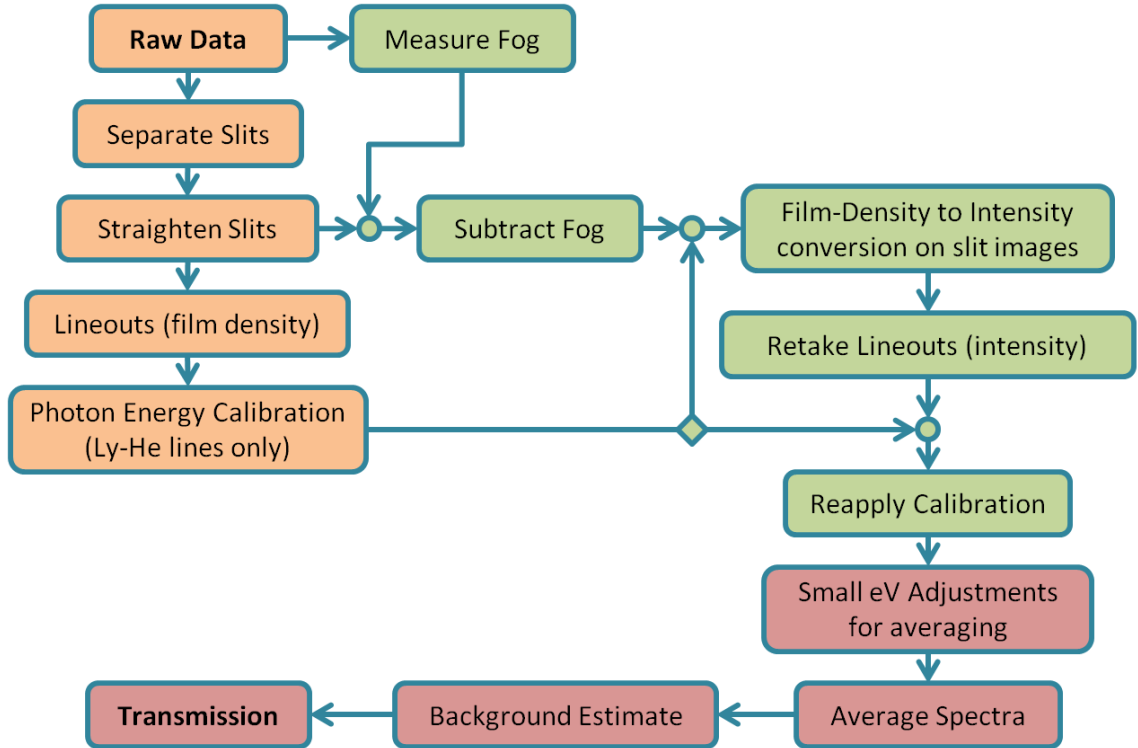 Raw Data
Measure Fog
Separate Slits
Straighten Slits
Subtract Fog
Film-Density to Intensity
conversion on slit images
Lineouts (film density)
Retake Lineouts (intensity)
Photon Energy Calibration
(Ly-He lines only)
Reapply Calibration
Small eV Adjustments
for averaging
Transmission
Background Estimate
Average Spectra